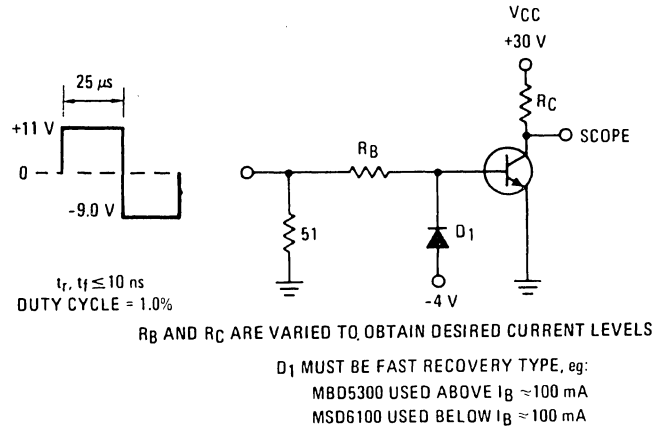 VCC
+30 V
RC
SCOPE
25 μs
+11 V
0
-9.0 V
RB
51
D1
-4 V
tr, tf ≤ 10 ns
DUTY CYCLE = 1.0%
RB AND RC ARE VARIED TO OBTAIN DESIRED CURRENT LEVELS
D1 MUST BE FAST RECOVERY TYPE, eg:
MBD5300 USED ABOVE IB ≈100 mA
MSD6100 USED BELOW IB ≈100 mA